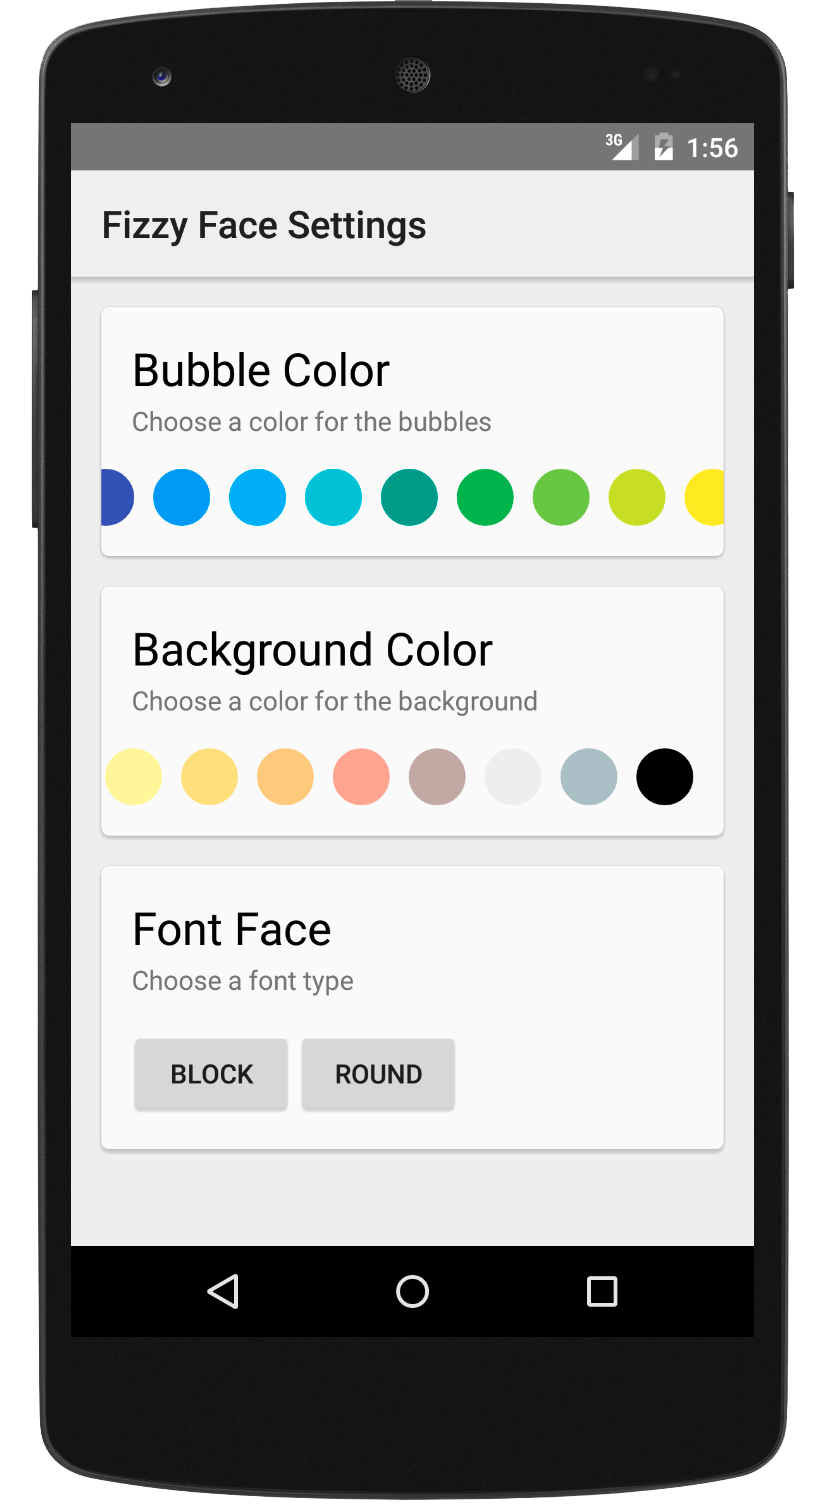 3G 1:56
Fizzy Face Settings
Bubble Color
Choose a color for the bubbles
Background Color
Choose a color for the background
Font Face
Choose a font type
BLOCK ROUND